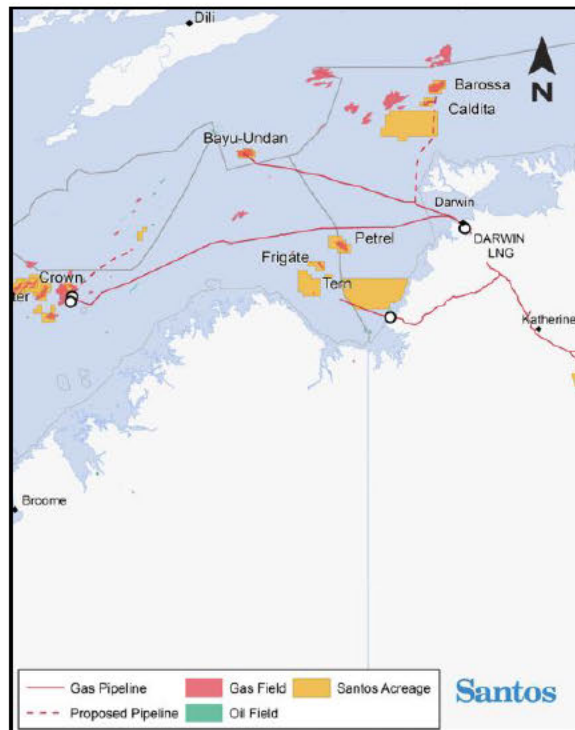 Dili
Barossa
N
Caldita
Bayu-Undan
Darwin
DARWIN
LNG
Petrel
Frigate
Tern
Crown
ter
Katherine
Broome
Gas Pipeline
Gas Field
Santos Acreage
Proposed Pipeline
Oil Field
Santos